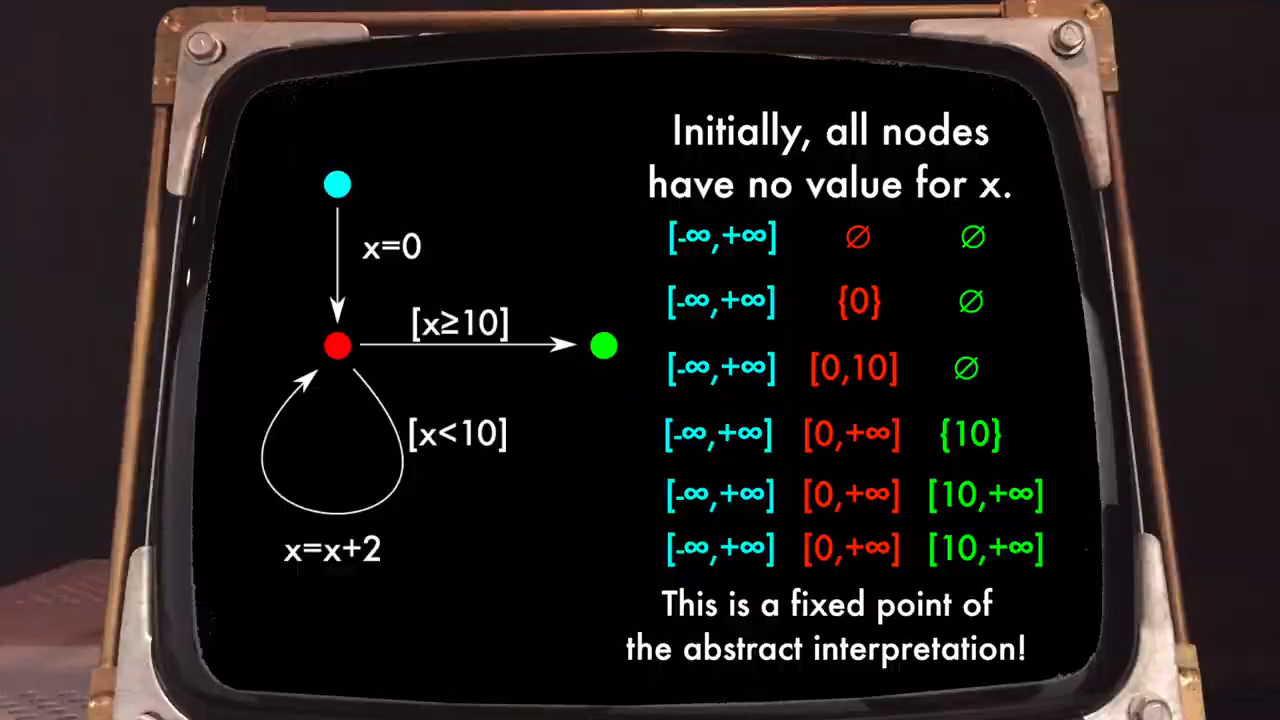 Initially, all nodes
have no value for x.
x=0
[x≥10]
[x<10]
x=x+2
[-∞,+∞] ∅ ∅
[-∞,+∞] {0} ∅
[-∞,+∞] [0,10] ∅
[-∞,+∞] [0,+∞] {10}
[-∞,+∞] [0,+∞] [10,+∞]
[-∞,+∞] [0,+∞] [10,+∞]
This is a fixed point of
the abstract interpretation!